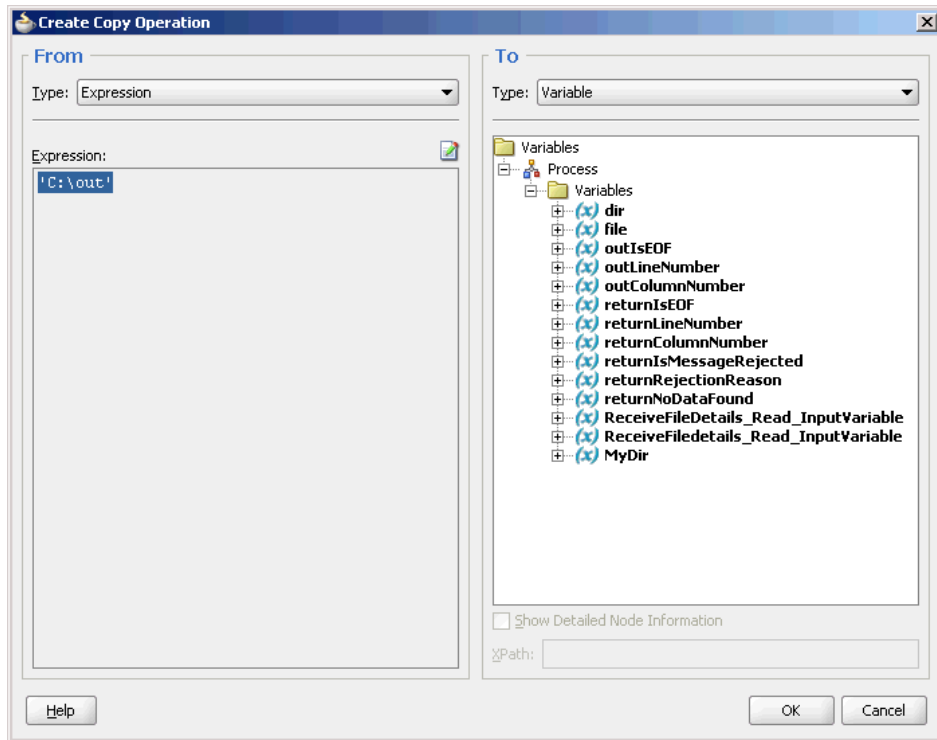 Create Copy Operation
From
Type: Expression
Expression:
'C:\out'
To
Type: Variable
Variables
Process
Variables
(x) dir
(x) file
(x) outIsEOF
(x) outLineNumber
(x) outColumnNumber
(x) returnIsEOF
(x) returnLineNumber
(x) returnColumnNumber
(x) returnIsMessageRejected
(x) returnRejectionReason
(x) returnNoDataFound
(x) ReceiveFileDetails_Read_InputVariable
(x) ReceiveFiledetails_Read_InputVariable
(x) MyDir
Show Detailed Node Information
XPath:
Help
OK
Cancel